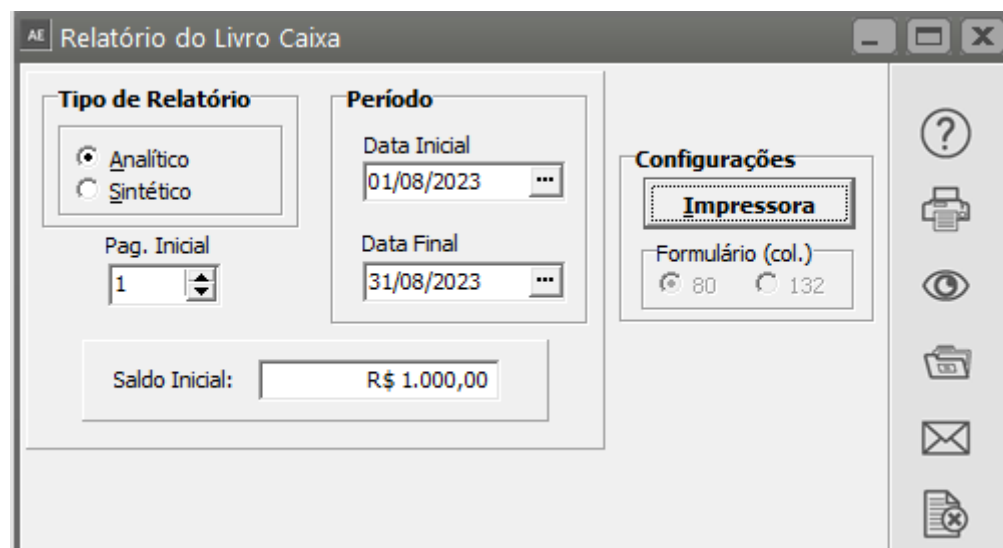 AE Relatório do Livro Caixa
Tipo de Relatório
Analítico
Sintético
Pag. Inicial
1
Período
Data Inicial
01/08/2023
Data Final
31/08/2023
Saldo Inicial: R$ 1.000,00
Configurações
Impressora
Formulário (col.)
80 132